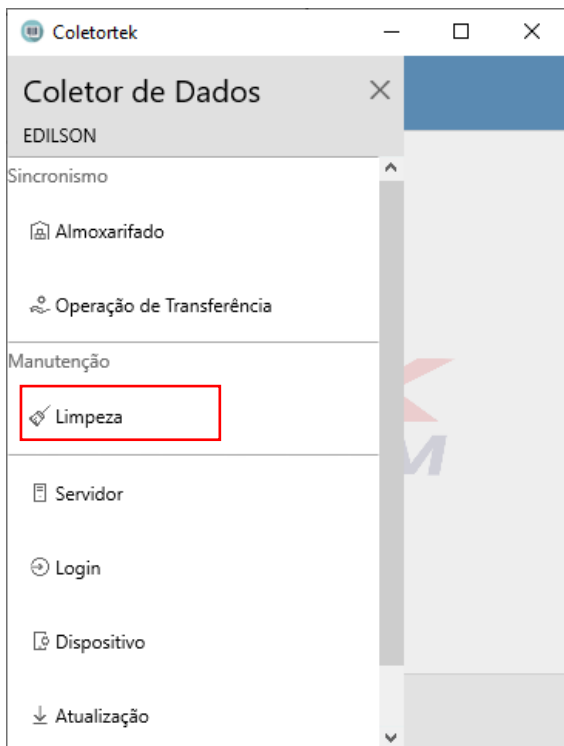 Coletortek
Coletor de Dados
EDILSON
Sincronismo
Almoxarifado
Operação de Transferência
Manutenção
Limpeza
Servidor
Login
Dispositivo
Atualização